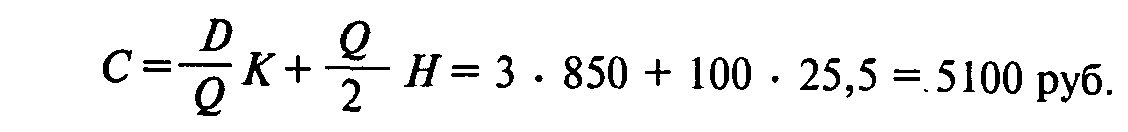 C = D/Q K + Q/2 H = 3 · 850 + 100 · 25,5 = 5100 руб.